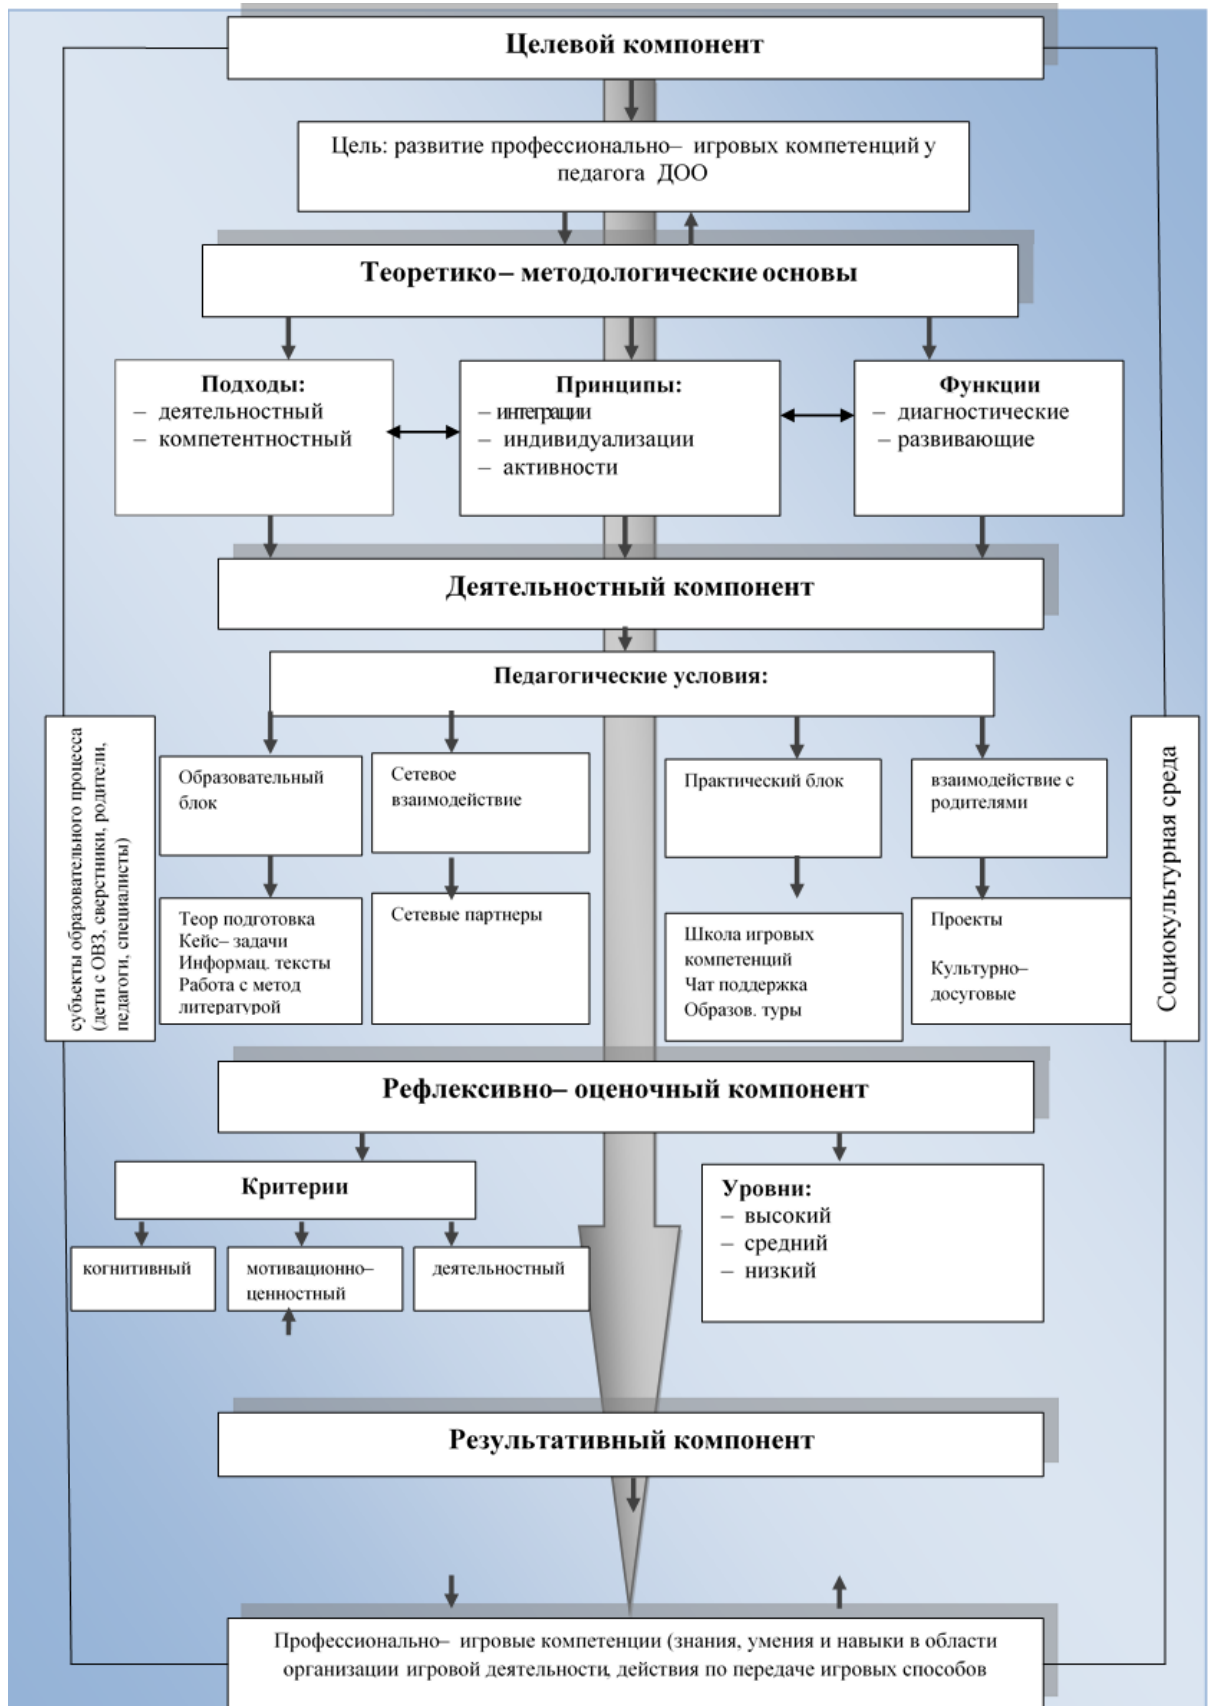 Целевой компонент
Цель: развитие профессионально– игровых компетенций у
педагога ДОО
Теоретико– методологические основы
Подходы:
– деятельностный
– компетентностный
Принципы:
– интеграции
– индивидуализации
– активности
Функции
– диагностические
– развивающие
Деятельностный компонент
Педагогические условия:
субъекты образовательного процесса
(дети с ОВЗ, сверстники, родители,
педагоги, специалисты)
Образовательный
блок
Сетевое
взаимодействие
Практический блок
взаимодействие с
родителями
Социокультурная среда
Теор подготовка
Кейс– задачи
Информац. тексты
Работа с метод
литературой
Сетевые партнеры
Школа игровых
компетенций
Чат поддержка
Образов. туры
Проекты
Культурно–
досуговые
Рефлексивно– оценочный компонент
Критерии
когнитивный
мотивационно–
ценностный
деятельностный
Уровни:
– высокий
– средний
– низкий
Результативный компонент
Профессионально– игровые компетенции (знания, умения и навыки в области
организации игровой деятельности, действия по передаче игровых способов